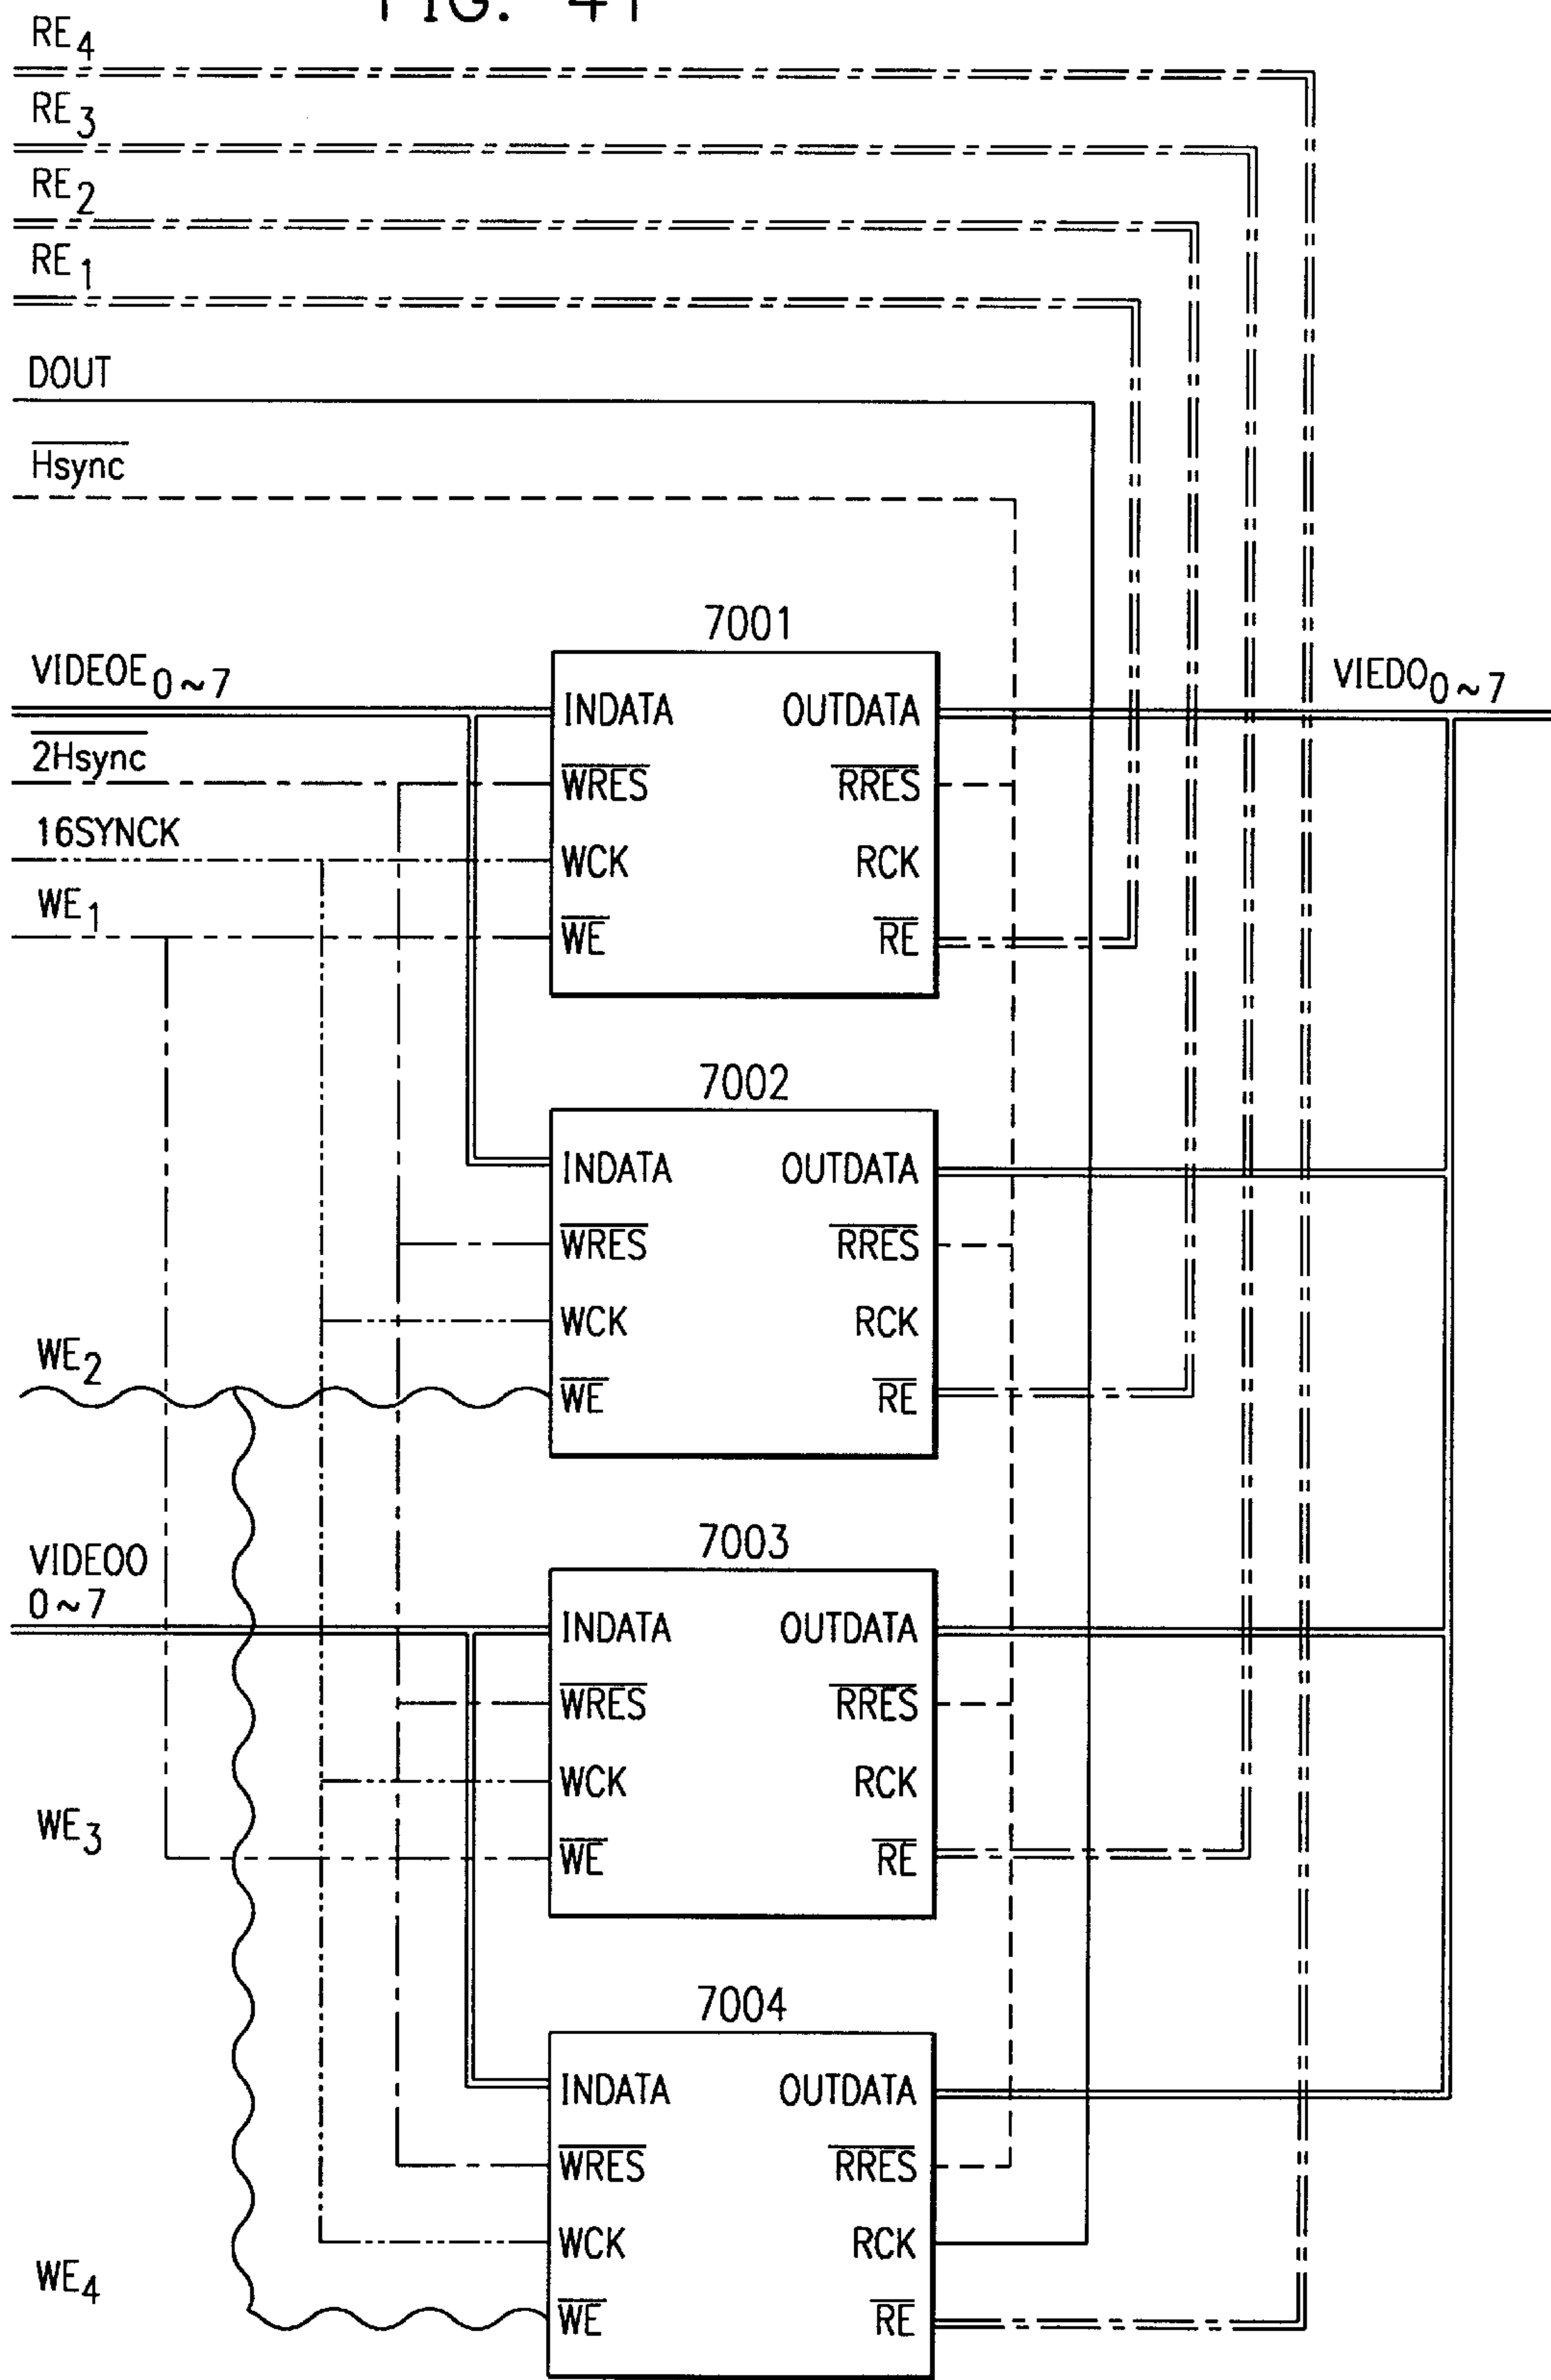 FIG. 41
RE4
RE3
RE2
RE1
DOUT
Hsync
7001
VIDEOE0~7
2Hsync
16SYNCK
WE1
INDATA OUTDATA
WRES RRES
WCK RCK
WE RE
VIEDO0~7
7002
INDATA OUTDATA
WRES RRES
WCK RCK
WE RE
WE2
7003
VIDEOO
0~7
INDATA OUTDATA
WRES RRES
WCK RCK
WE RE
WE3
7004
INDATA OUTDATA
WRES RRES
WCK RCK
WE RE
WE4